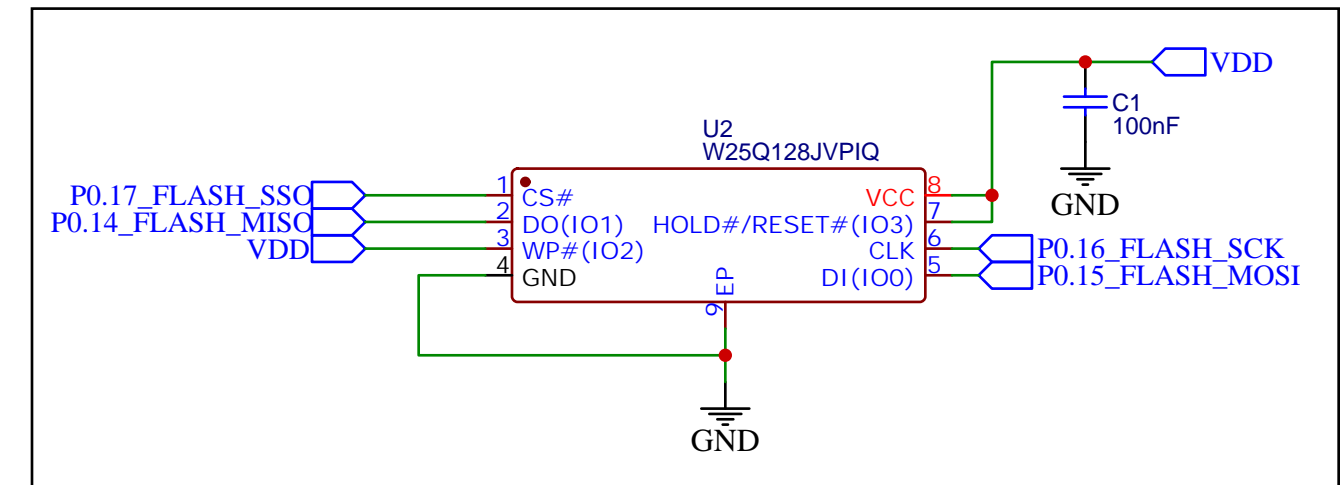 VDD
C1
100nF
GND
U2
W25Q128JVPIQ
P0.17_FLASH_SSO
1
CS#
VCC
8
P0.14_FLASH_MISO
2
DO(IO1)
HOLD#/RESET#(IO3)
7
VDD
3
WP#(IO2)
CLK
6
P0.16_FLASH_SCK
4
GND
DI(IO0)
5
P0.15_FLASH_MOSI
EP
9
GND